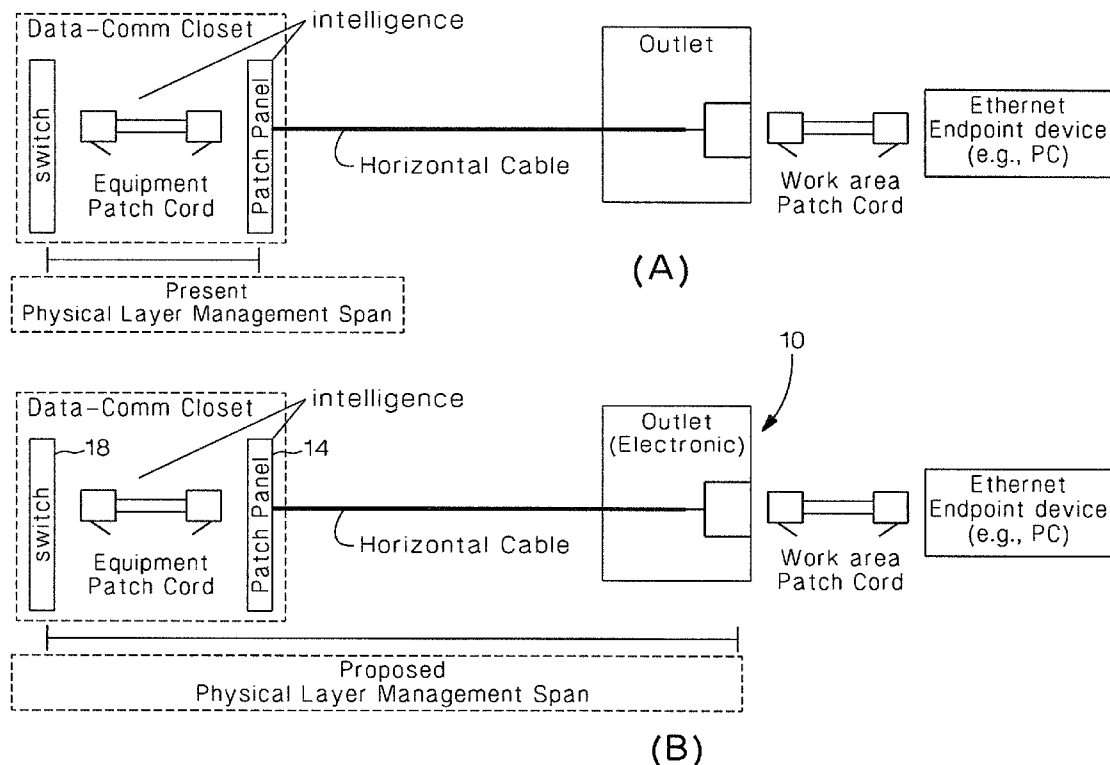 Data-Comm Closet
intelligence
switch
Equipment
Patch Cord
Patch Panel
Horizontal Cable
Outlet
Work area
Patch Cord
Ethernet
Endpoint device
(e.g., PC)
Present
Physical Layer Management Span
(A)
10
Data-Comm Closet
intelligence
18
switch
Equipment
Patch Cord
14
Patch Panel
Horizontal Cable
Outlet
(Electronic)
Work area
Patch Cord
Ethernet
Endpoint device
(e.g., PC)
Proposed
Physical Layer Management Span
(B)